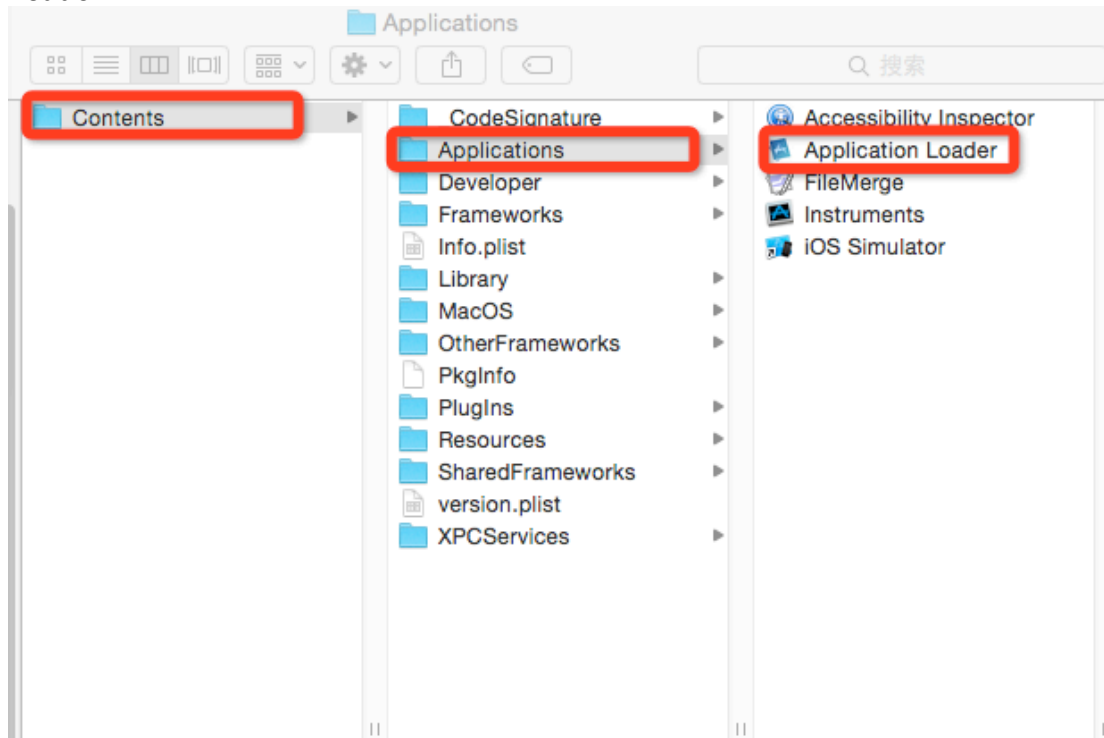 Applications
搜索
Contents
_CodeSignature
Applications
Developer
Frameworks
Info.plist
Library
MacOS
OtherFrameworks
PkgInfo
PlugIns
Resources
SharedFrameworks
version.plist
XPCServices
Accessibility Inspector
Application Loader
FileMerge
Instruments
iOS Simulator